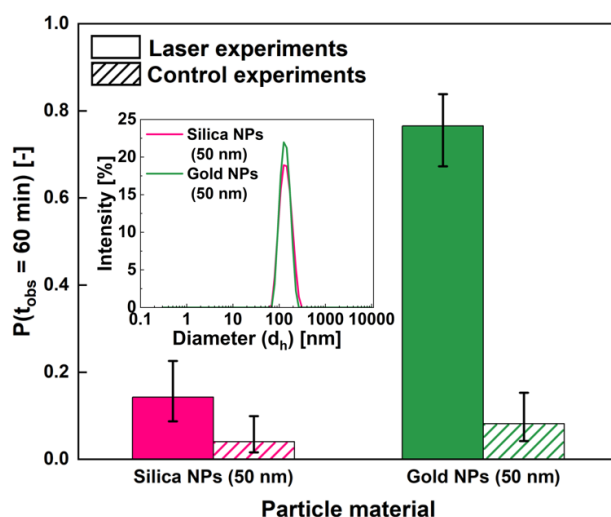 Laser experiments
Control experiments
P(t_obs = 60 min) [-]
1.0
0.8
0.6
0.4
0.2
0.0
Intensity [%]
25
20
15
10
5
0
Silica NPs
(50 nm)
Gold NPs
(50 nm)
0.1 1 10 100 1000 10000
Diameter (d_h) [nm]
Silica NPs (50 nm) Gold NPs (50 nm)
Particle material